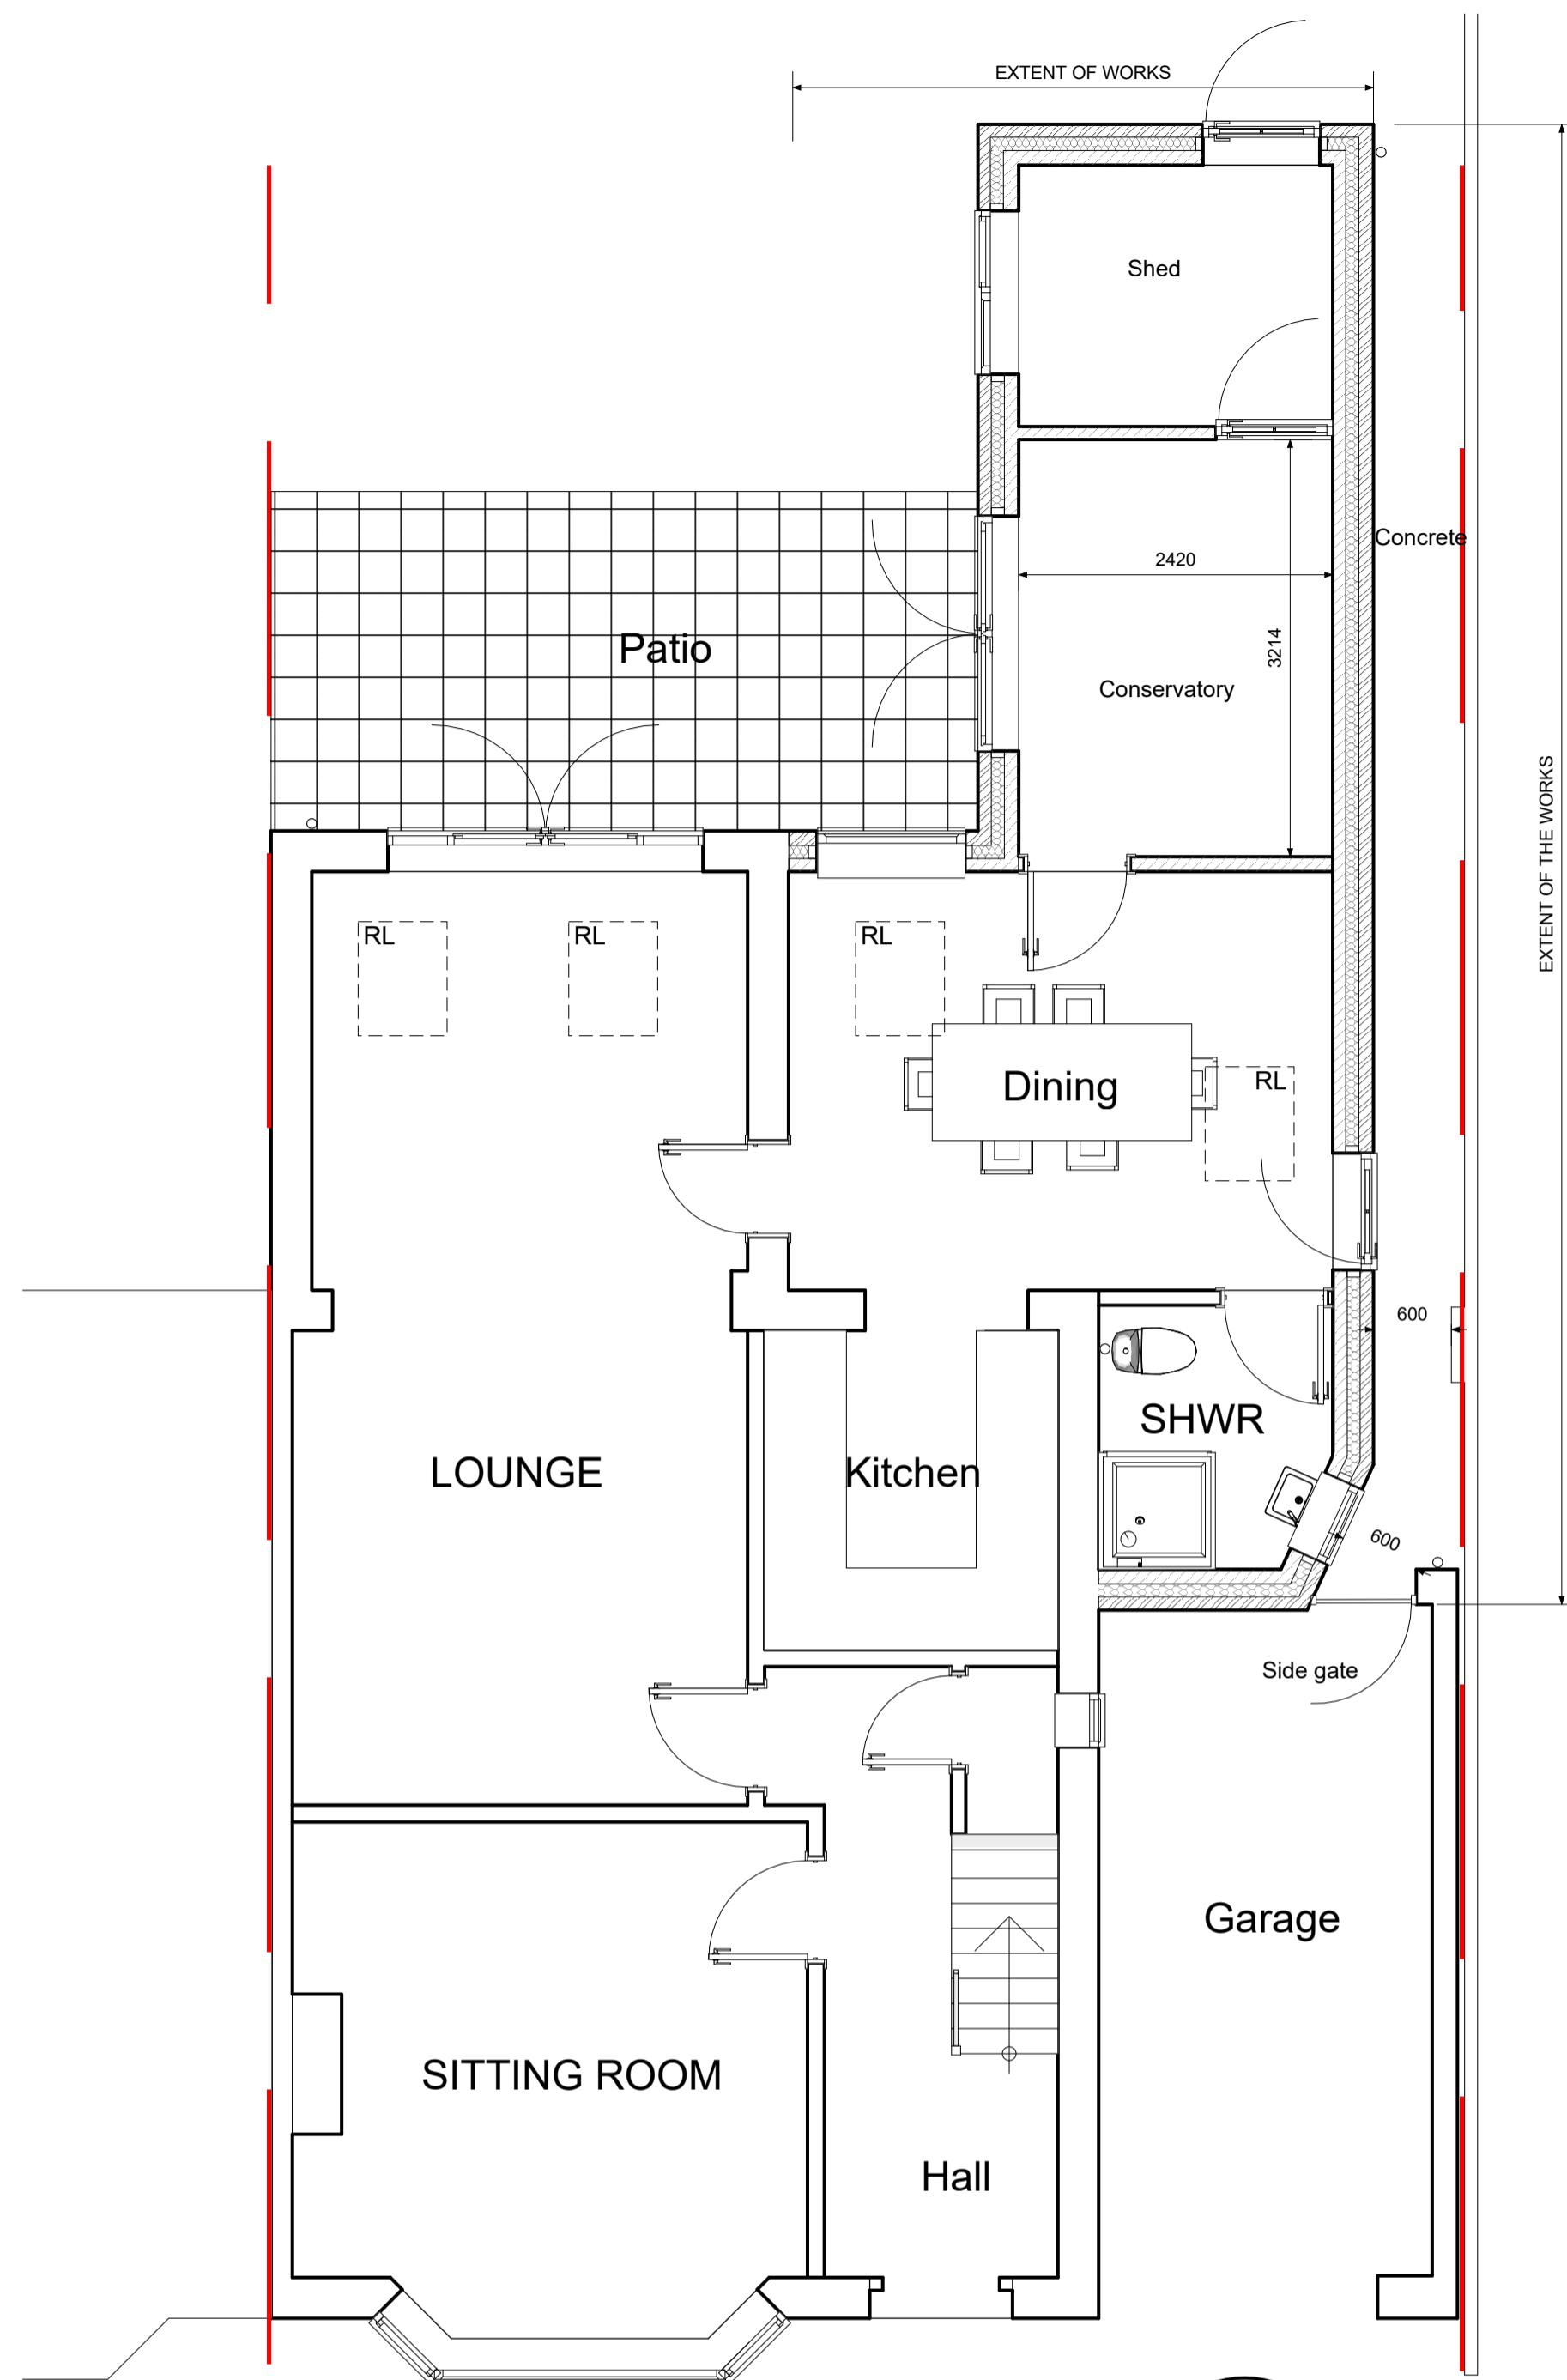 EXTENT OF WORKS
Shed
Concrete
2420
3214
Patio
Conservatory
EXTENT OF THE WORKS
RL
RL
RL
RL
Dining
600
SHWR
LOUNGE
Kitchen
600
Side gate
Garage
SITTING ROOM
Hall